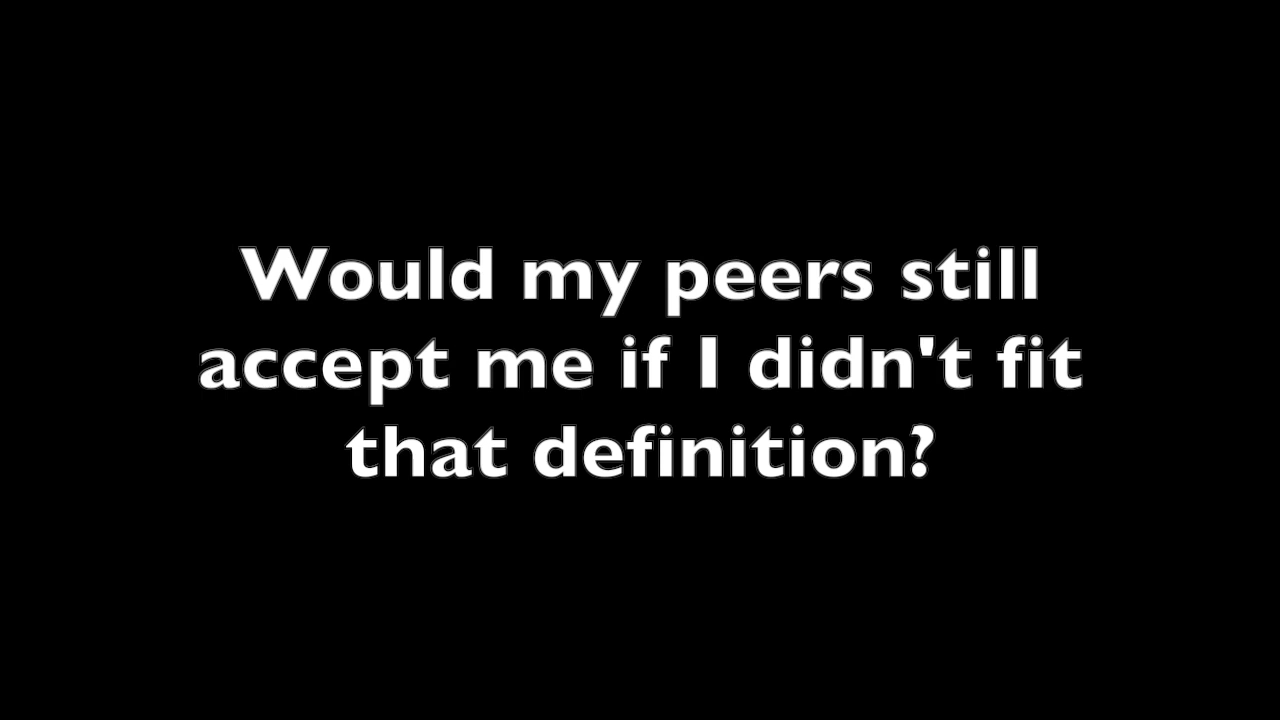 Would my peers still
accept me if I didn't fit
that definition?